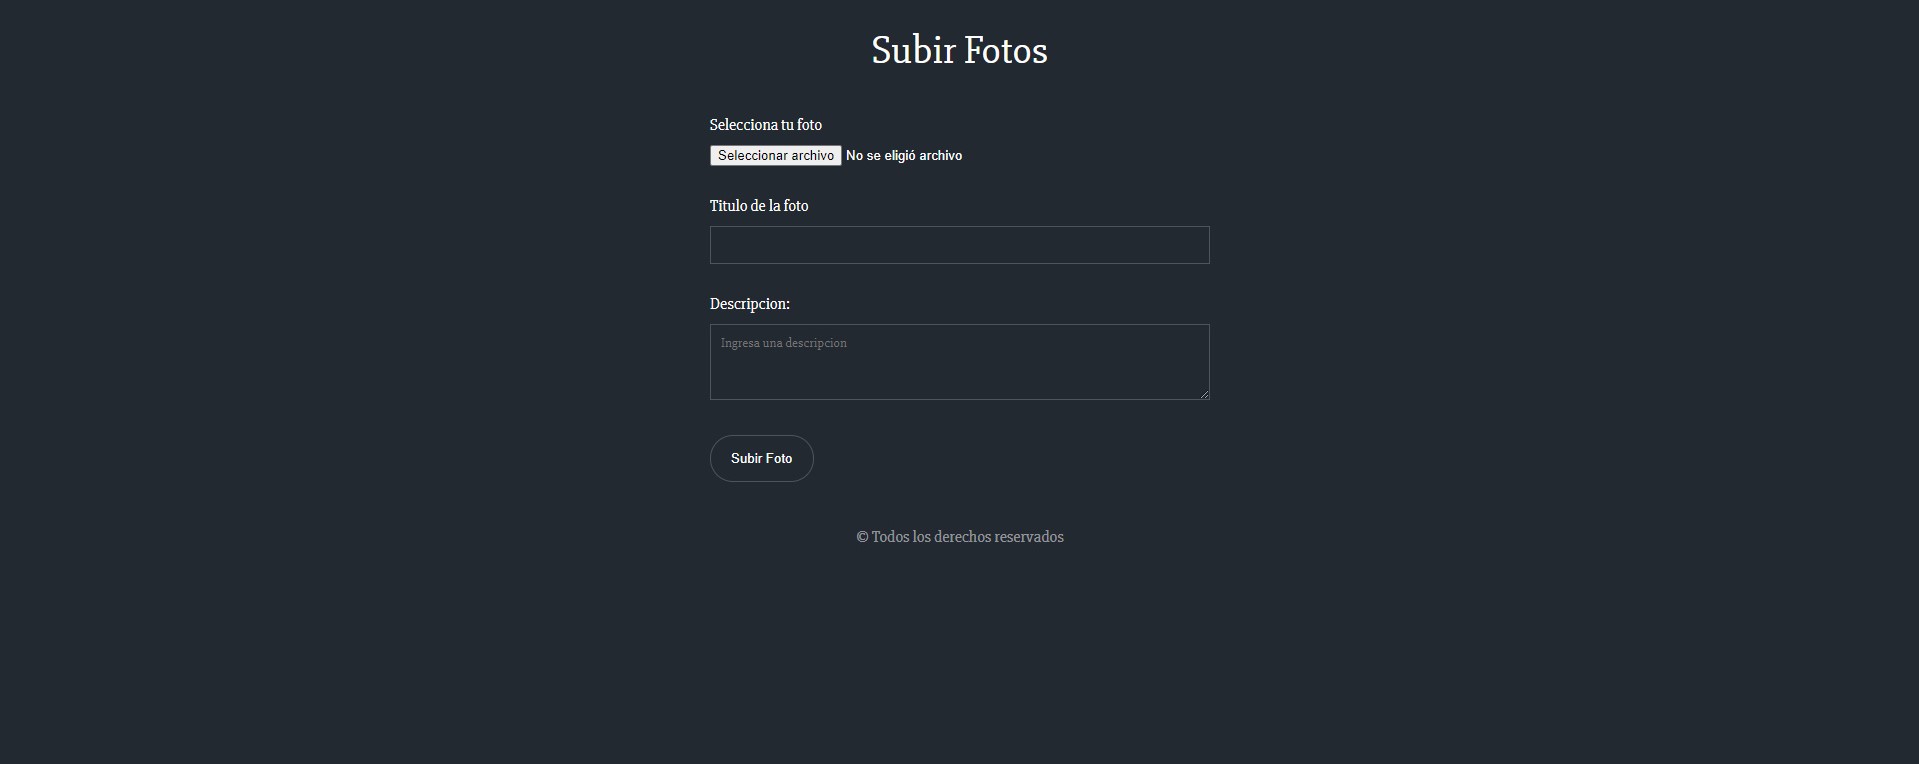 Subir Fotos
Selecciona tu foto
Seleccionar archivo No se eligió archivo
Titulo de la foto
Descripcion:
Ingresa una descripcion
Subir Foto
© Todos los derechos reservados